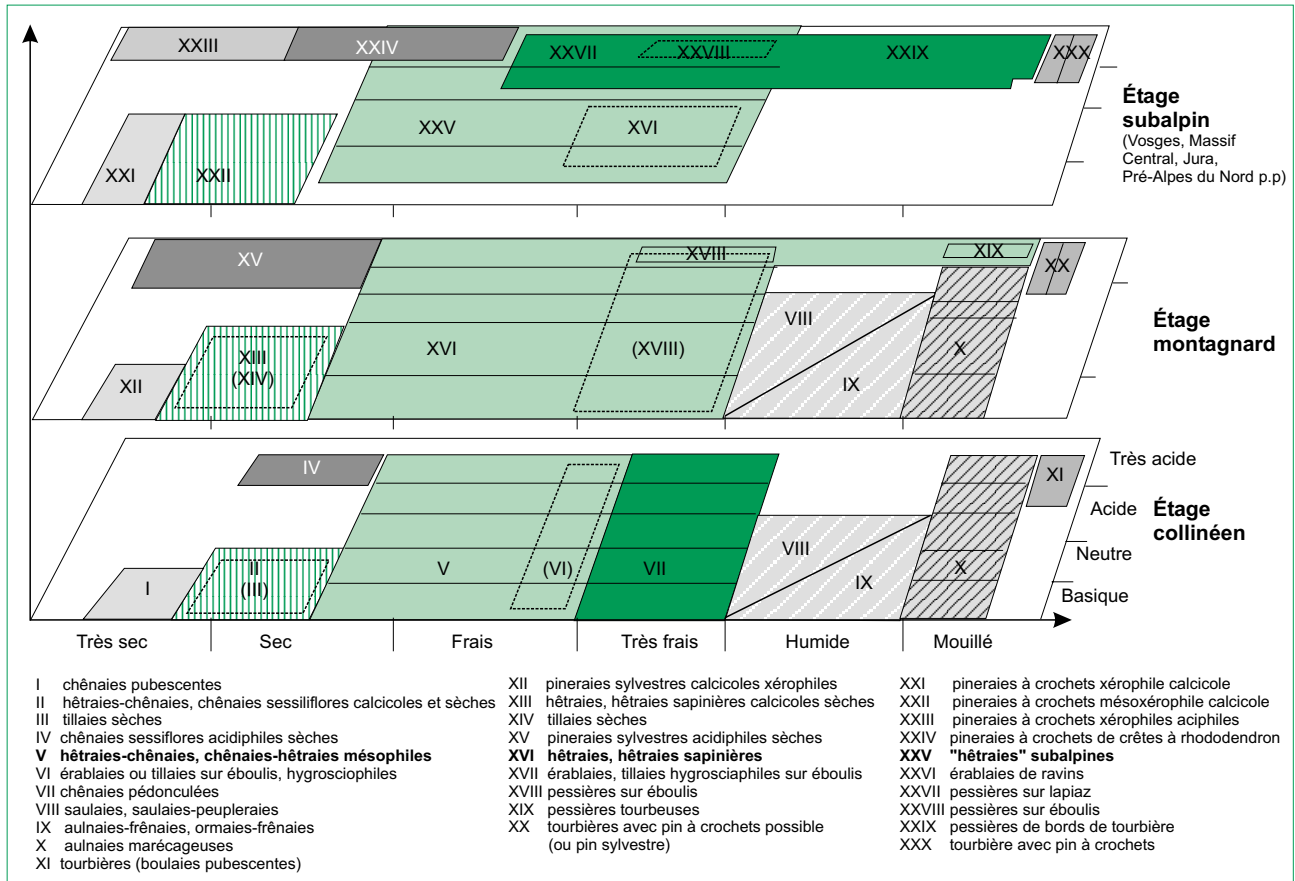 XXIII
XXIV
XXVII
XXVIII
XXIX
XXX
XXV
XVI
XXI
XXII
Étage
subalpin
(Vosges, Massif
Central, Jura,
Pré-Alpes du Nord p.p)
XV
XVIII
XIX
XX
XIII
(XIV)
XVI
(XVIII)
VIII
X
XII
IX
Étage
montagnard
IV
XI
Très acide
Acide
Étage
collinéen
II
(III)
V
(VI)
VII
VIII
X
Neutre
I
IX
Basique
Très sec
Sec
Frais
Très frais
Humide
Mouillé
I chênaies pubescentes
II hêtraies-chênaies, chênaies sessiliflores calcicoles et sèches
III tillaies sèches
IV chênaies sessiflores acidiphiles sèches
V hêtraies-chênaies, chênaies-hêtraies mésophiles
VI érablaies ou tillaies sur éboulis, hygrosciophiles
VII chênaies pédonculées
VIII saulaies, saulaies-peupleraies
IX aulnaies-frênaies, ormaies-frênaies
X aulnaies marécageuses
XI tourbières (boulaies pubescentes)
XII pineraies sylvestres calcicoles xérophiles
XIII hêtraies, hêtraies sapinières calcicoles sèches
XIV tillaies sèches
XV pineraies sylvestres acidiphiles sèches
XVI hêtraies, hêtraies sapinières
XVII érablaies, tillaies hygrosciaphiles sur éboulis
XVIII pessières sur éboulis
XIX pessières tourbeuses
XX tourbières avec pin à crochets possible
(ou pin sylvestre)
XXI pineraies à crochets xérophile calcicole
XXII pineraies à crochets mésoxérophile calcicole
XXIII pineraies à crochets xérophiles aciphiles
XXIV pineraies à crochets de crêtes à rhododendron
XXV "hêtraies" subalpines
XXVI érablaies de ravins
XXVII pessières sur lapiaz
XXVIII pessières sur éboulis
XXIX pessières de bords de tourbière
XXX tourbière avec pin à crochets